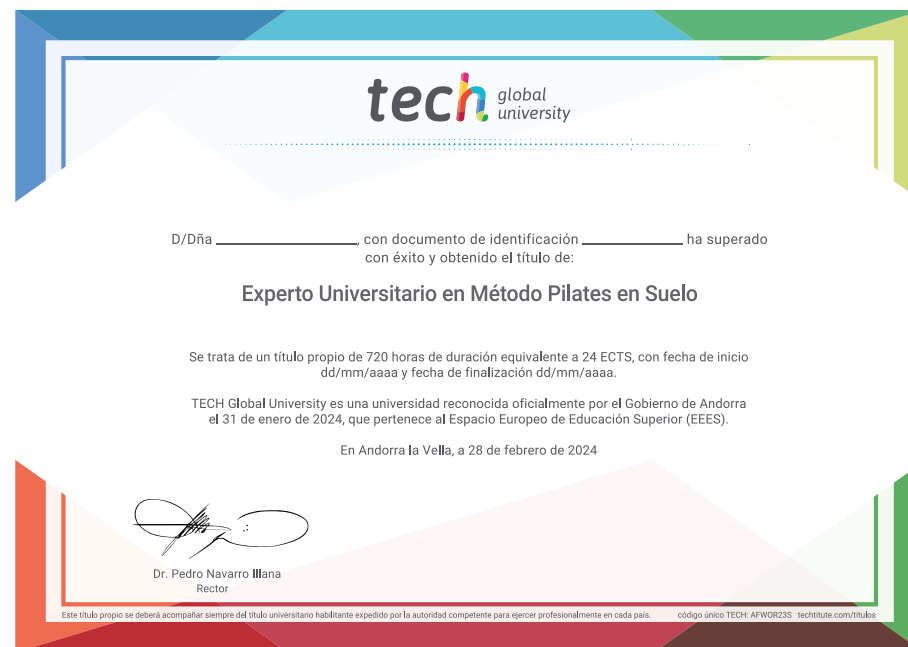 tech global university
D/Dña ________________, con documento de identificación ____________ ha superado
con éxito y obtenido el título de:
Experto Universitario en Método Pilates en Suelo
Se trata de un título propio de 720 horas de duración equivalente a 24 ECTS, con fecha de inicio
dd/mm/aaaa y fecha de finalización dd/mm/aaaa.
TECH Global University es una universidad reconocida oficialmente por el Gobierno de Andorra
el 31 de enero de 2024, que pertenece al Espacio Europeo de Educación Superior (EEES).
En Andorra la Vella, a 28 de febrero de 2024
Dr. Pedro Navarro Illana
Rector
Este título propio se deberá acompañar siempre del título universitario habilitante expedido por la autoridad competente para ejercer profesionalmente en cada país. código único TECH: AFWOR23S techtitute.com/titulos